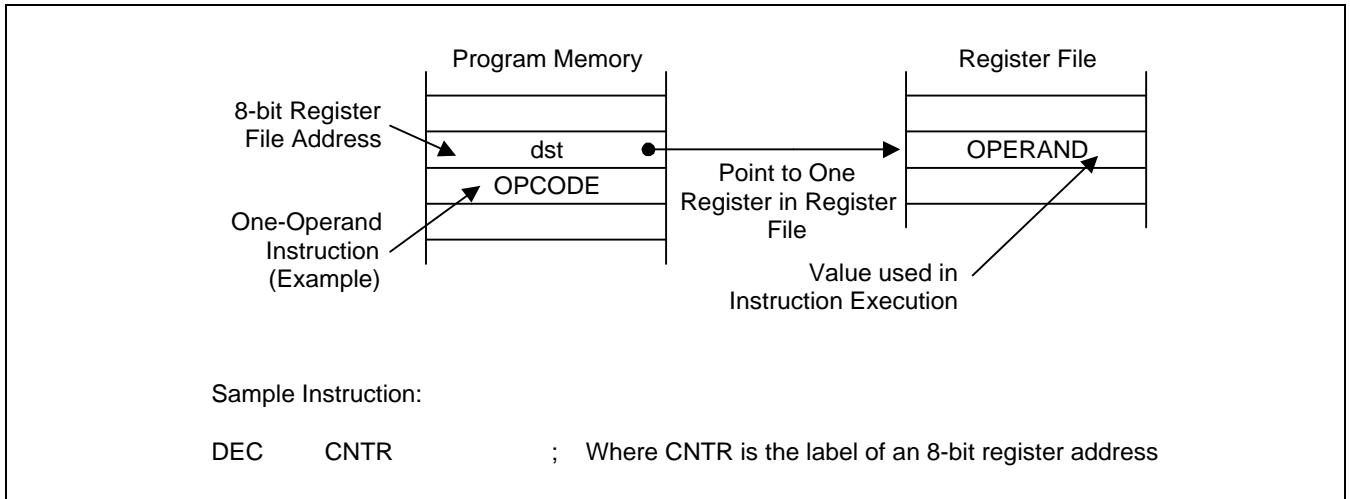 Program Memory
Register File
8-bit Register
File Address
dst
OPERAND
OPCODE
Point to One
Register in Register
File
One-Operand
Instruction
(Example)
Value used in
Instruction Execution
Sample Instruction:
DEC CNTR ; Where CNTR is the label of an 8-bit register address